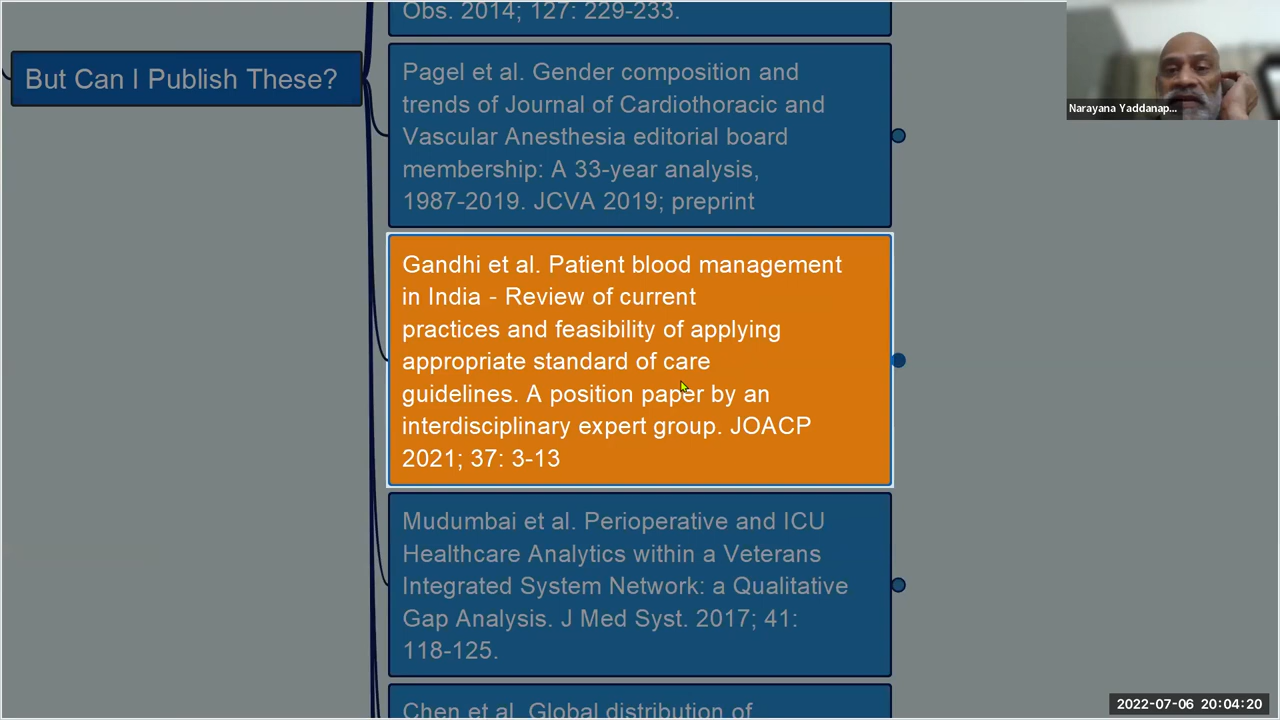 Obs. 2014; 127: 229-233.
But Can I Publish These?
Pagel et al. Gender composition and
trends of Journal of Cardiothoracic and
Vascular Anesthesia editorial board
membership: A 33-year analysis,
1987-2019. JCVA 2019; preprint
Gandhi et al. Patient blood management
in India - Review of current
practices and feasibility of applying
appropriate standard of care
guidelines. A position paper by an
interdisciplinary expert group. JOACP
2021; 37: 3-13
Mudumbai et al. Perioperative and ICU
Healthcare Analytics within a Veterans
Integrated System Network: a Qualitative
Gap Analysis. J Med Syst. 2017; 41:
118-125.
Chen et al. Global distribution of
Narayana Yaddanap...
2022-07-06 20:04:20